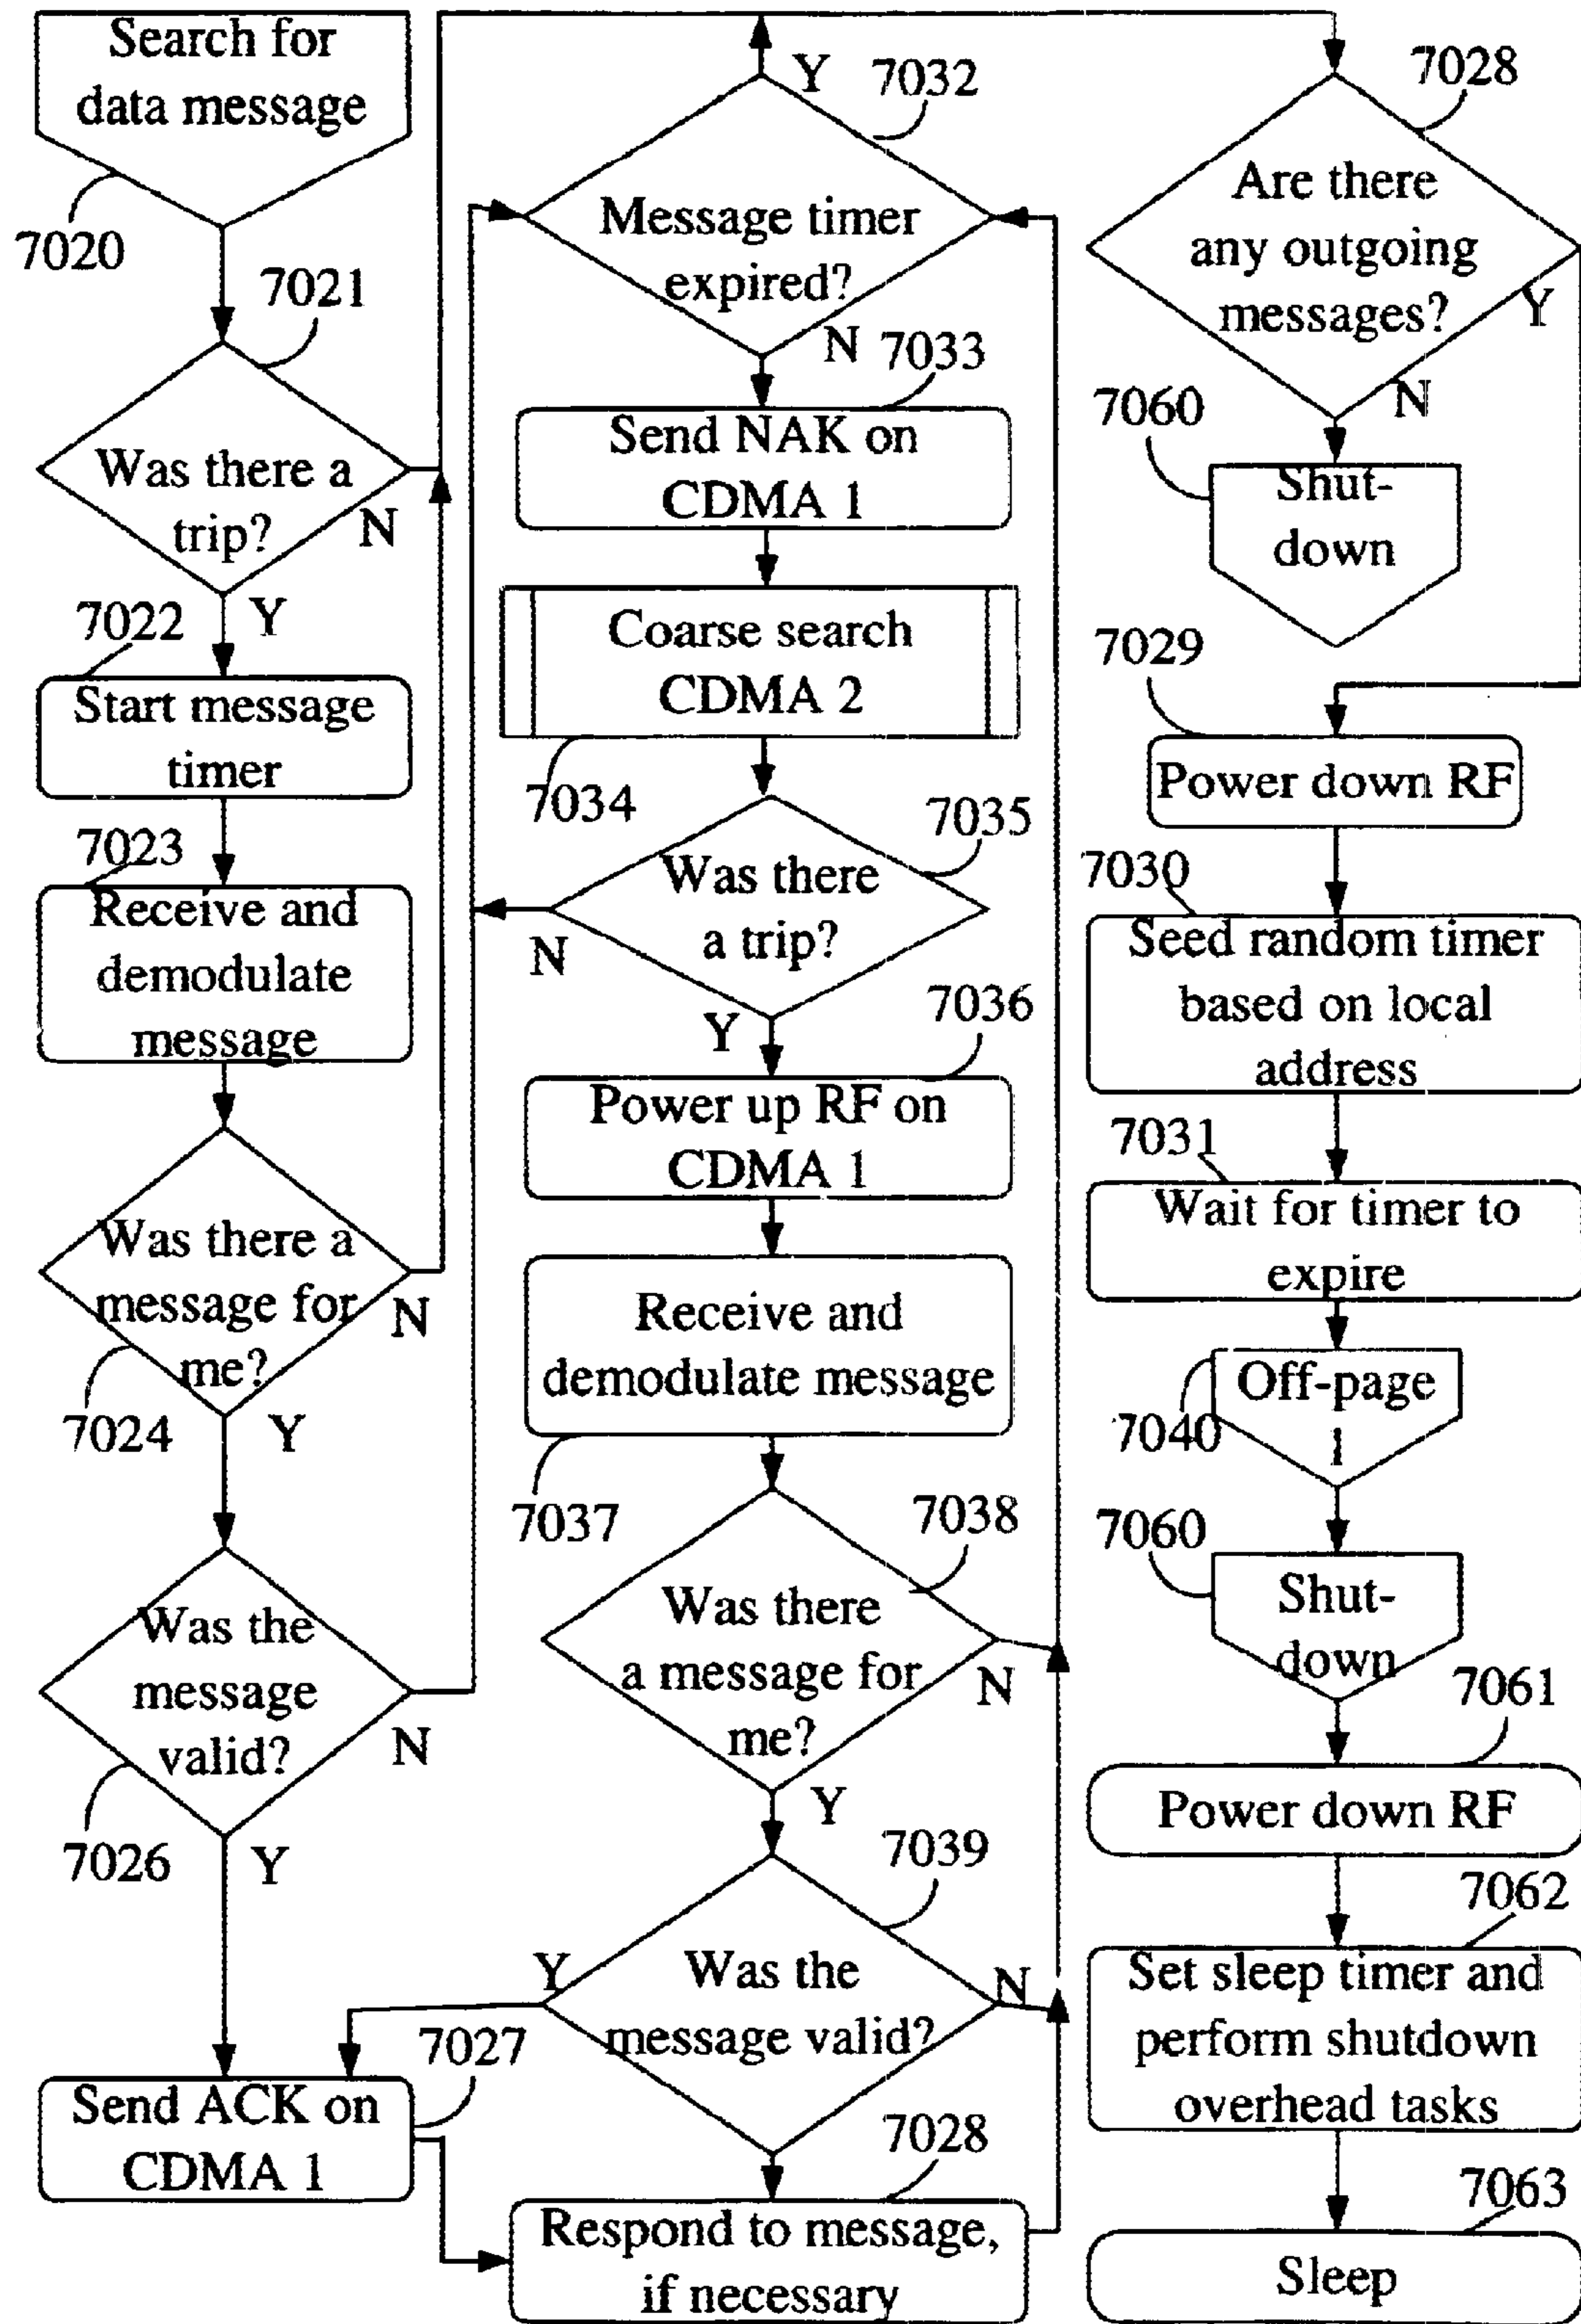 Search for
data message
7020
7021
Was there a
trip?
N
Y
7022
Start message
timer
7023
Receive and
demodulate
message
Was there a
message for
me?
N
7024
Y
Was the
message
valid?
N
7026
Y
7027
Send ACK on
CDMA 1
Y
7032
Message timer
expired?
N
7033
Send NAK on
CDMA 1
Coarse search
CDMA 2
7034
7035
Was there
a trip?
N
Y
7036
Power up RF on
CDMA 1
Receive and
demodulate message
7037
7038
Was there
a message for
me?
N
Y
7039
Y
Was the
message valid?
N
7028
Respond to message,
if necessary
7028
Are there
any outgoing
messages?
Y
N
7060
Shut-
down
7029
Power down RF
7030
Seed random timer
based on local
address
7031
Wait for timer to
expire
Off-page
1
7040
7060
Shut-
down
7061
Power down RF
7062
Set sleep timer and
perform shutdown
overhead tasks
7063
Sleep